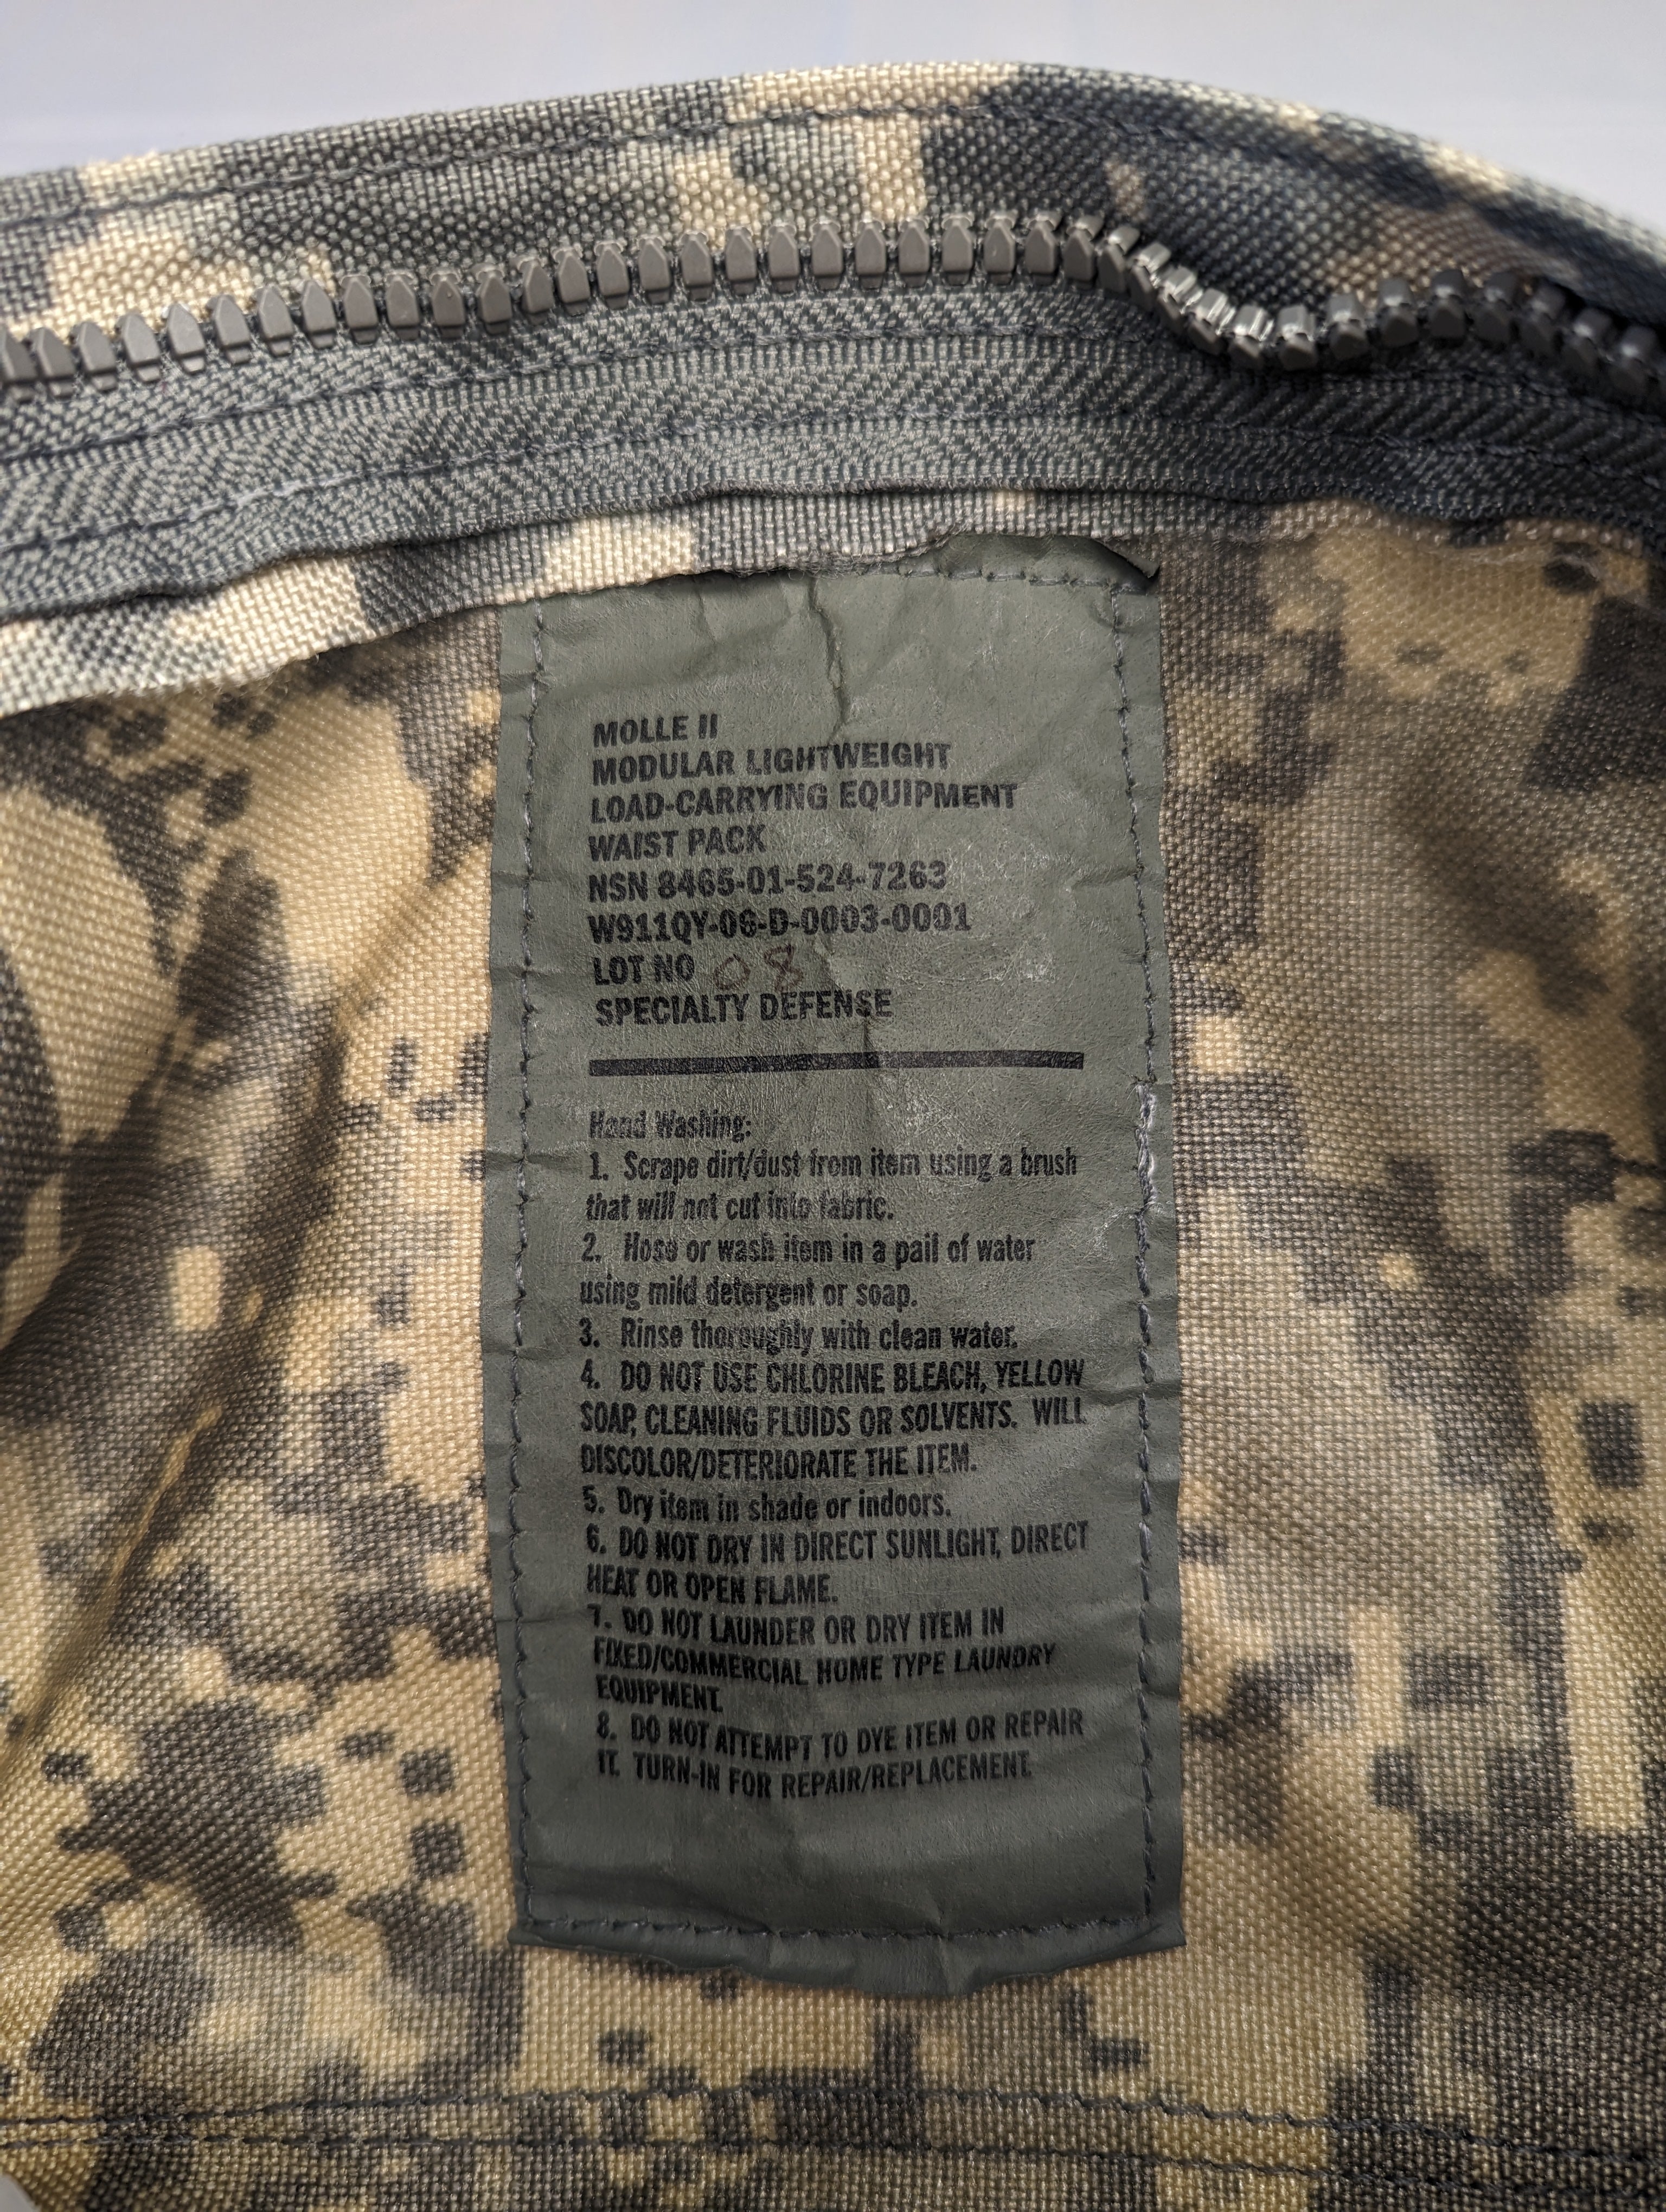 MOLLE II
MODULAR LIGHTWEIGHT
LOAD-CARRYING EQUIPMENT
WAIST PACK
NSN 8465-01-524-7263
W911QY-06-D-0003-0001
LOT NO 08
SPECIALTY DEFENSE
Hand Washing:
1. Scrape dirt/dust from item using a brush
that will not cut into fabric.
2. Hose or wash item in a pail of water
using mild detergent or soap.
3. Rinse thoroughly with clean water.
4. DO NOT USE CHLORINE BLEACH, YELLOW
SOAP, CLEANING FLUIDS OR SOLVENTS. WILL
DISCOLOR/DETERIORATE THE ITEM.
5. Dry item in shade or indoors.
6. DO NOT DRY IN DIRECT SUNLIGHT, DIRECT
HEAT OR OPEN FLAME.
7. DO NOT LAUNDER OR DRY ITEM IN
FIXED/COMMERCIAL HOME TYPE LAUNDRY
EQUIPMENT.
8. DO NOT ATTEMPT TO DYE ITEM OR REPAIR
IT. TURN-IN FOR REPAIR/REPLACEMENT.